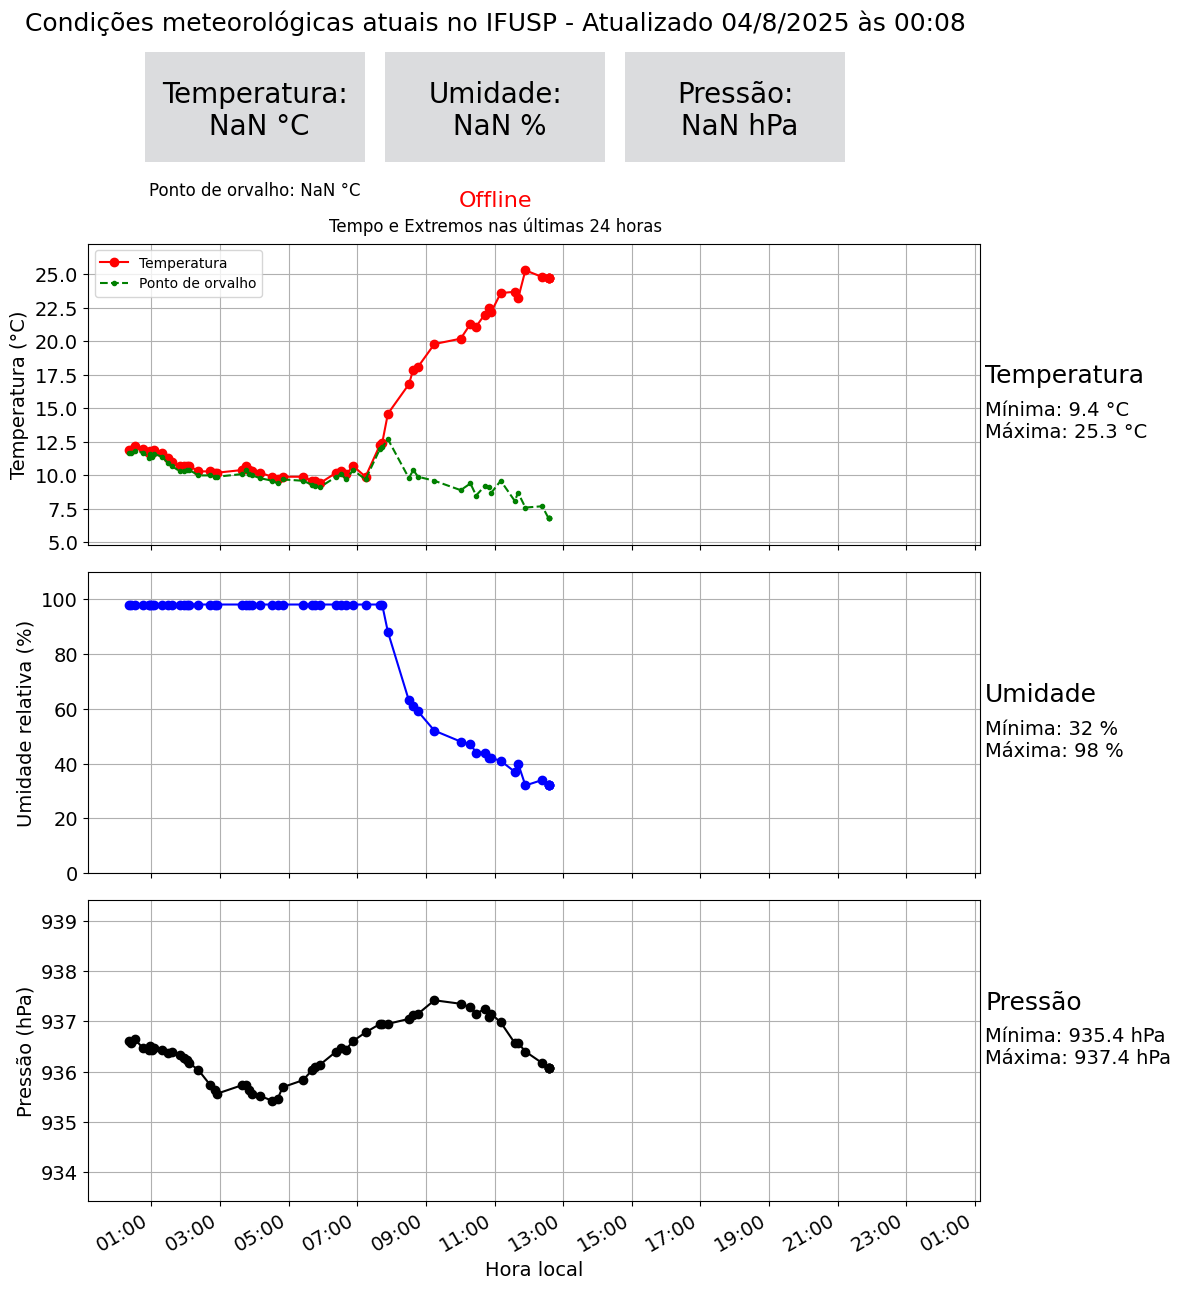 Condições meteorológicas atuais no IFUSP - Atualizado 04/8/2025 às 00:08
Temperatura:
NaN °C
Umidade:
NaN %
Pressão:
NaN hPa
Ponto de orvalho: NaN °C
Offline
Tempo e Extremos nas últimas 24 horas
Temperatura
Ponto de orvalho
Temperatura (°C)
25.0
22.5
20.0
17.5
15.0
12.5
10.0
7.5
5.0
Temperatura
Mínima: 9.4 °C
Máxima: 25.3 °C
Umidade relativa (%)
100
80
60
40
20
0
Umidade
Mínima: 32 %
Máxima: 98 %
Pressão (hPa)
939
938
937
936
935
934
Pressão
Mínima: 935.4 hPa
Máxima: 937.4 hPa
01:00 03:00 05:00 07:00 09:00 11:00 13:00 15:00 17:00 19:00 21:00 23:00 01:00
Hora local